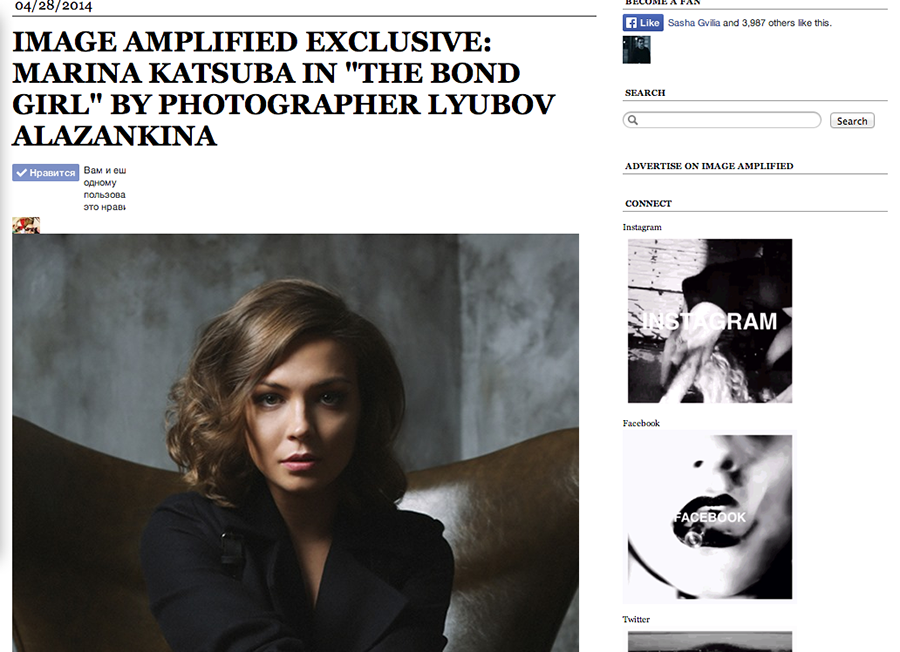 04/28/2014
IMAGE AMPLIFIED EXCLUSIVE:
MARINA KATSUBA IN "THE BOND
GIRL" BY PHOTOGRAPHER LYUBOV
ALAZANKINA
Нравится
Вам и еш
одному
пользова
это нрави
BECOME A FAN
Like
Sasha Gvilia and 3,987 others like this.
SEARCH
Search
ADVERTISE ON IMAGE AMPLIFIED
CONNECT
Instagram
INSTAGRAM
Facebook
FACEBOOK
Twitter